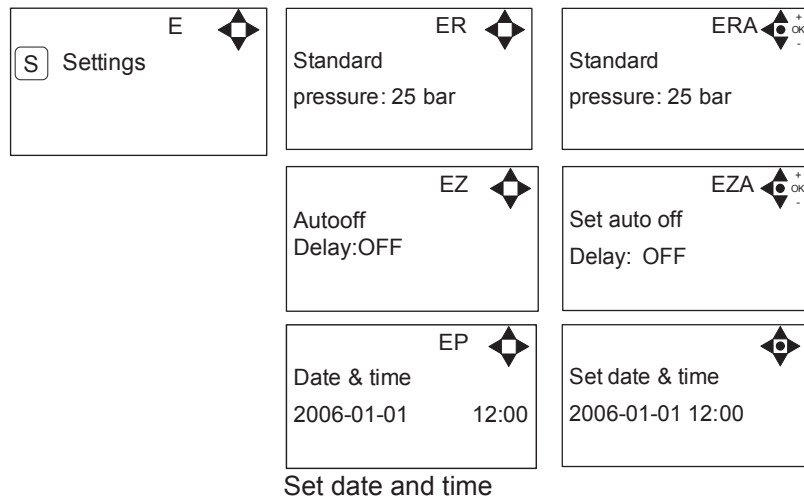 E
S Settings
ER
Standard
pressure: 25 bar
ERA + OK -
Standard
pressure: 25 bar
EZ
Autooff
Delay:OFF
EZA + OK -
Set auto off
Delay: OFF
EP
Date & time
2006-01-01 12:00
Set date & time
2006-01-01 12:00
Set date and time